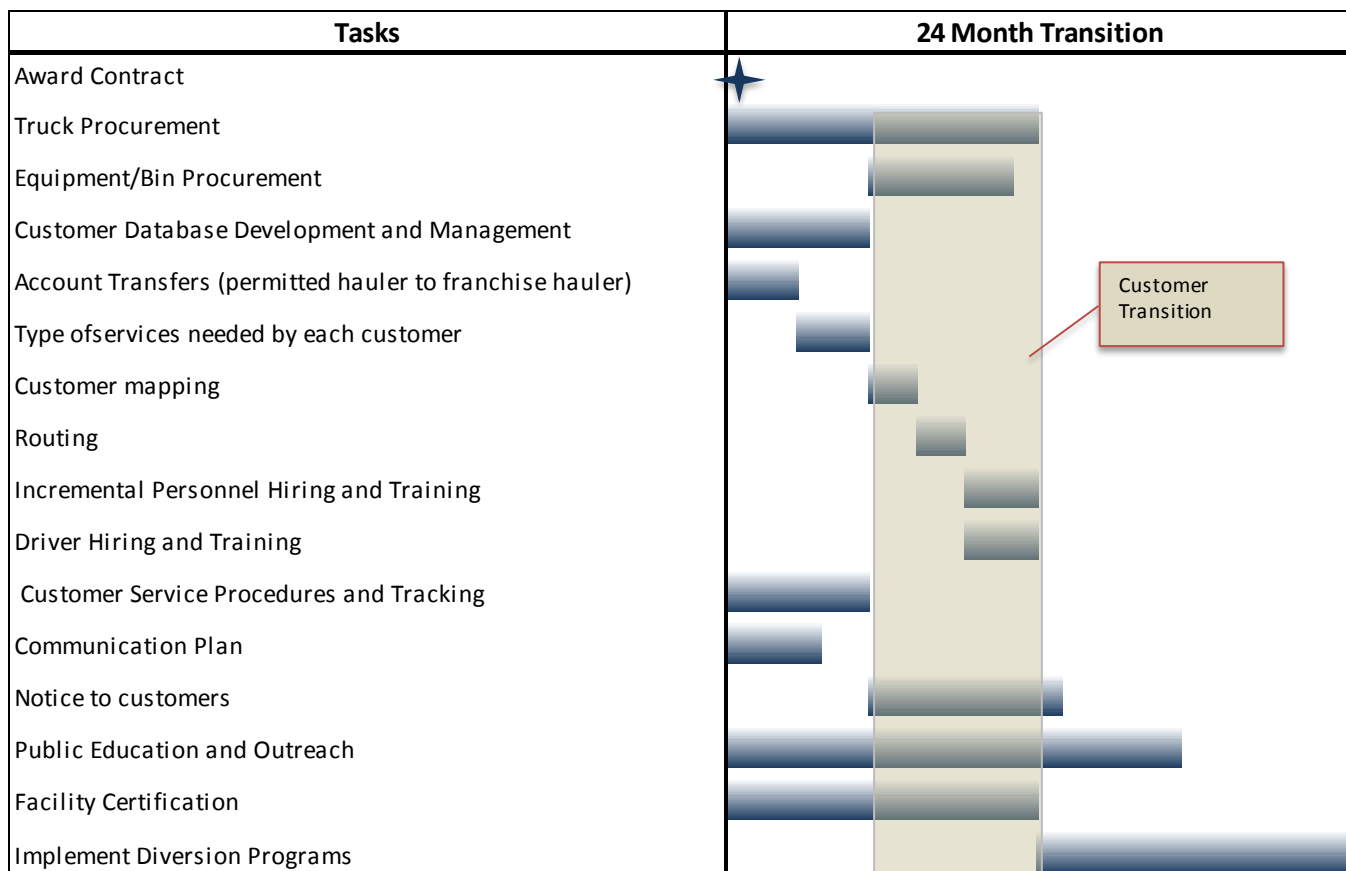 Tasks
24 Month Transition
Award Contract
Truck Procurement
Equipment/Bin Procurement
Customer Database Development and Management
Account Transfers (permitted hauler to franchise hauler)
Customer
Transition
Type ofservices needed by each customer
Customer mapping
Routing
Incremental Personnel Hiring and Training
Driver Hiring and Training
Customer Service Procedures and Tracking
Communication Plan
Notice to customers
Public Education and Outreach
Facility Certification
Implement Diversion Programs